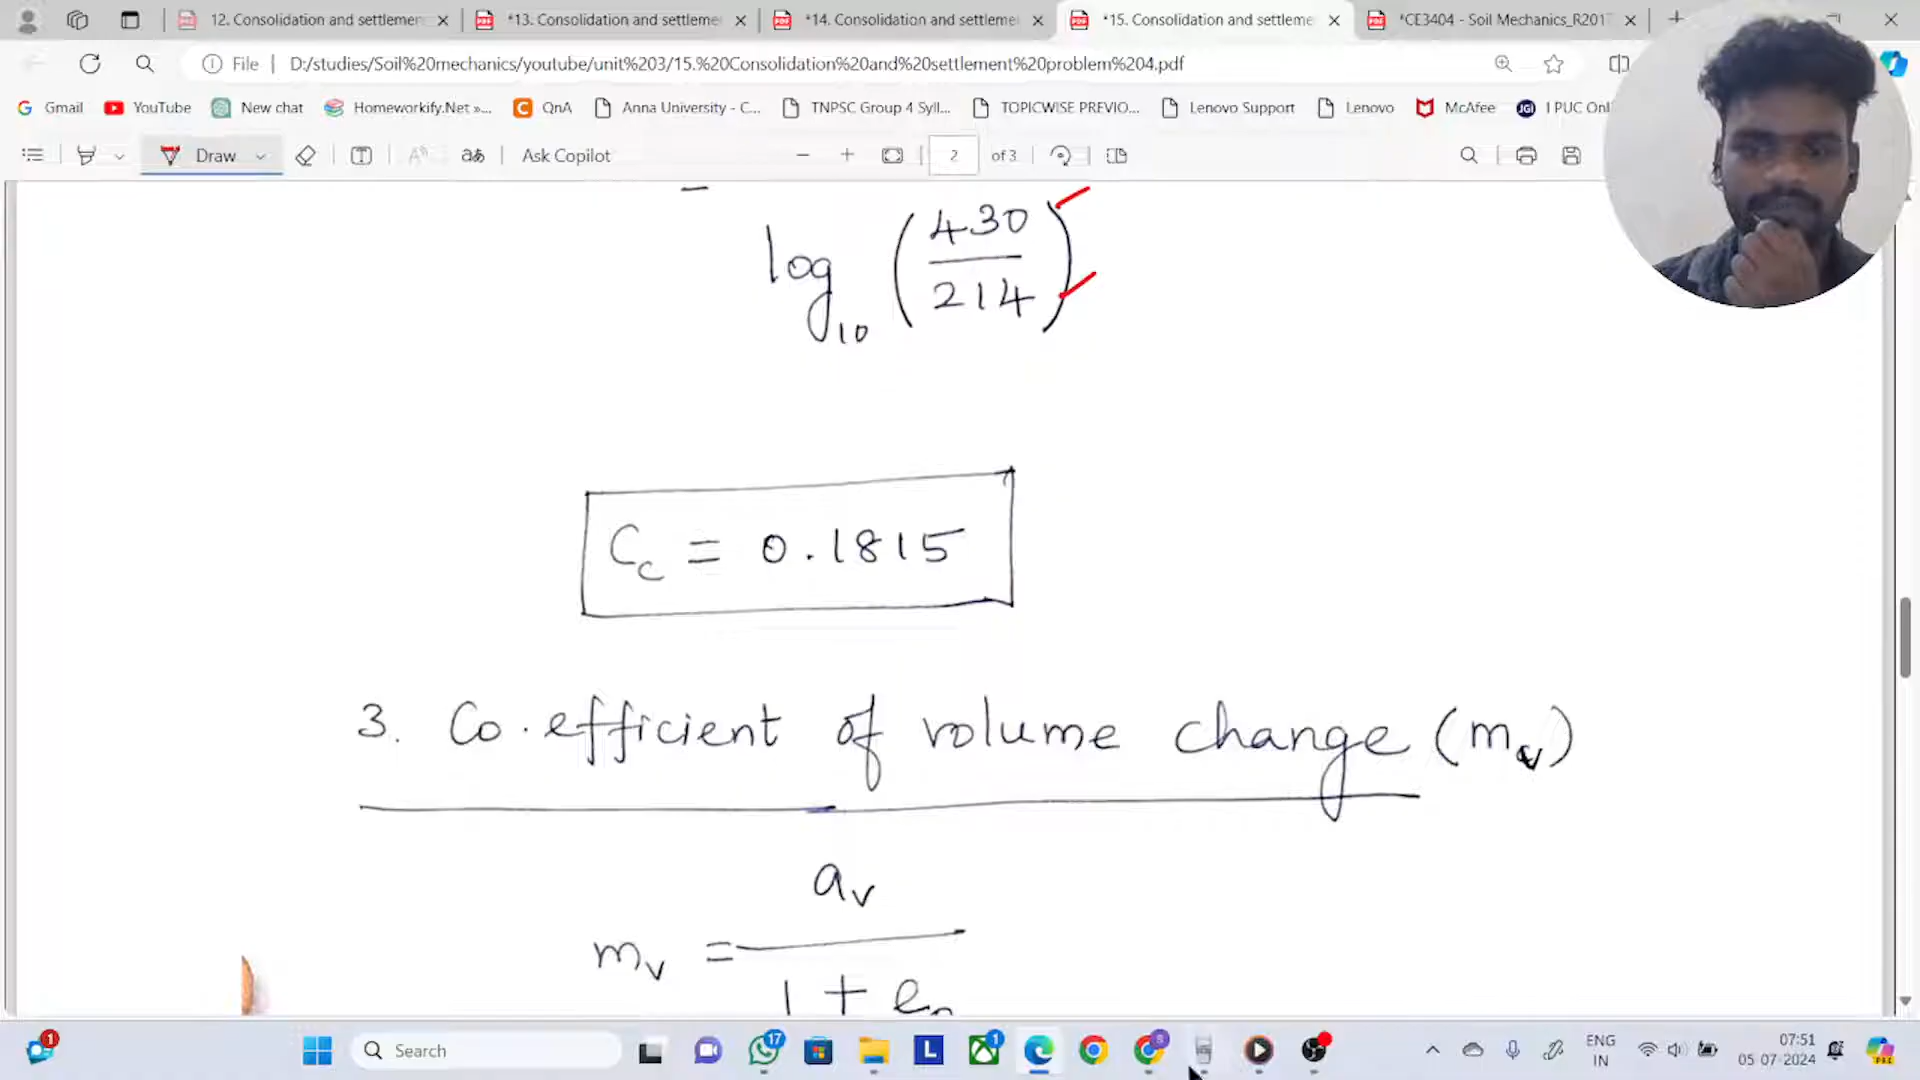 12. Consolidation and settlemen
*13. Consolidation and settleme
*14. Consolidation and settleme
*15. Consolidation and settleme
*CE3404 - Soil Mechanics_R201
File
D:/studies/Soil%20mechanics/youtube/unit%203/15.%20Consolidation%20and%20settlement%20problem%204.pdf
Gmail
YouTube
New chat
Homeworkify.Net »...
QnA
Anna University - C...
TNPSC Group 4 Syll...
TOPICWISE PREVIO...
Lenovo Support
Lenovo
McAfee
I PUC Onl
Draw
Ask Copilot
2
of 3
log10 (430/214)
Cc = 0.1815
3. Co.efficient of volume change (mv)
av
mv =
1 + eo
Search
ENG
IN
07:51
05-07-2024